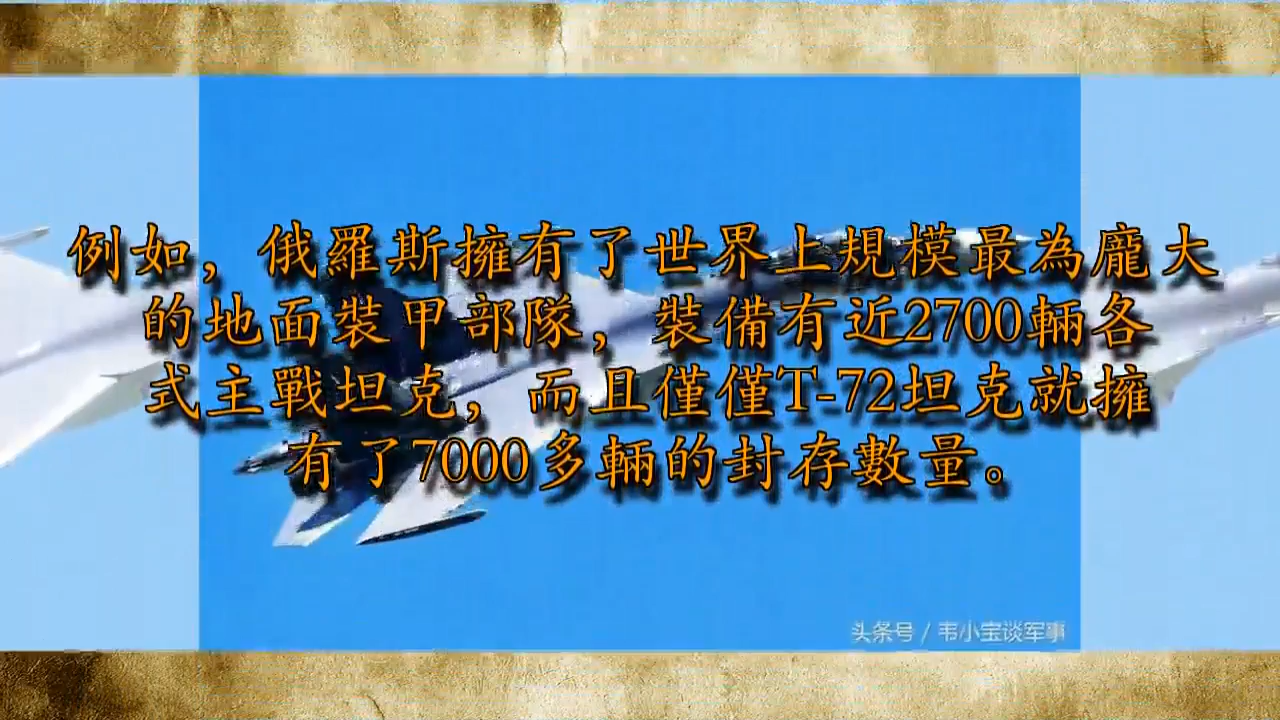 例如，俄羅斯擁有了世界上規模最為龐大
的地面裝甲部隊，裝備有近2700輛各
式主戰坦克，而且僅僅T-72坦克就擁
有了7000多輛的封存數量。
头条号 / 韦小宝谈军事